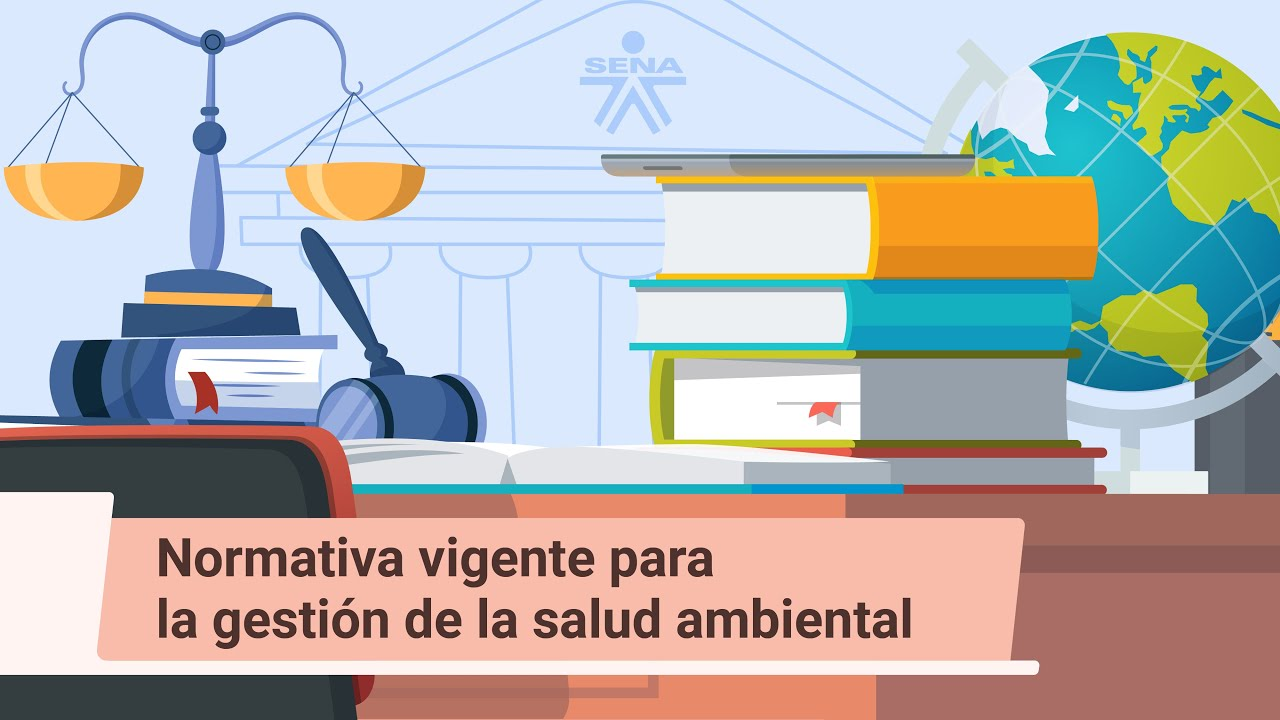 SENA
Normativa vigente para
la gestión de la salud ambiental